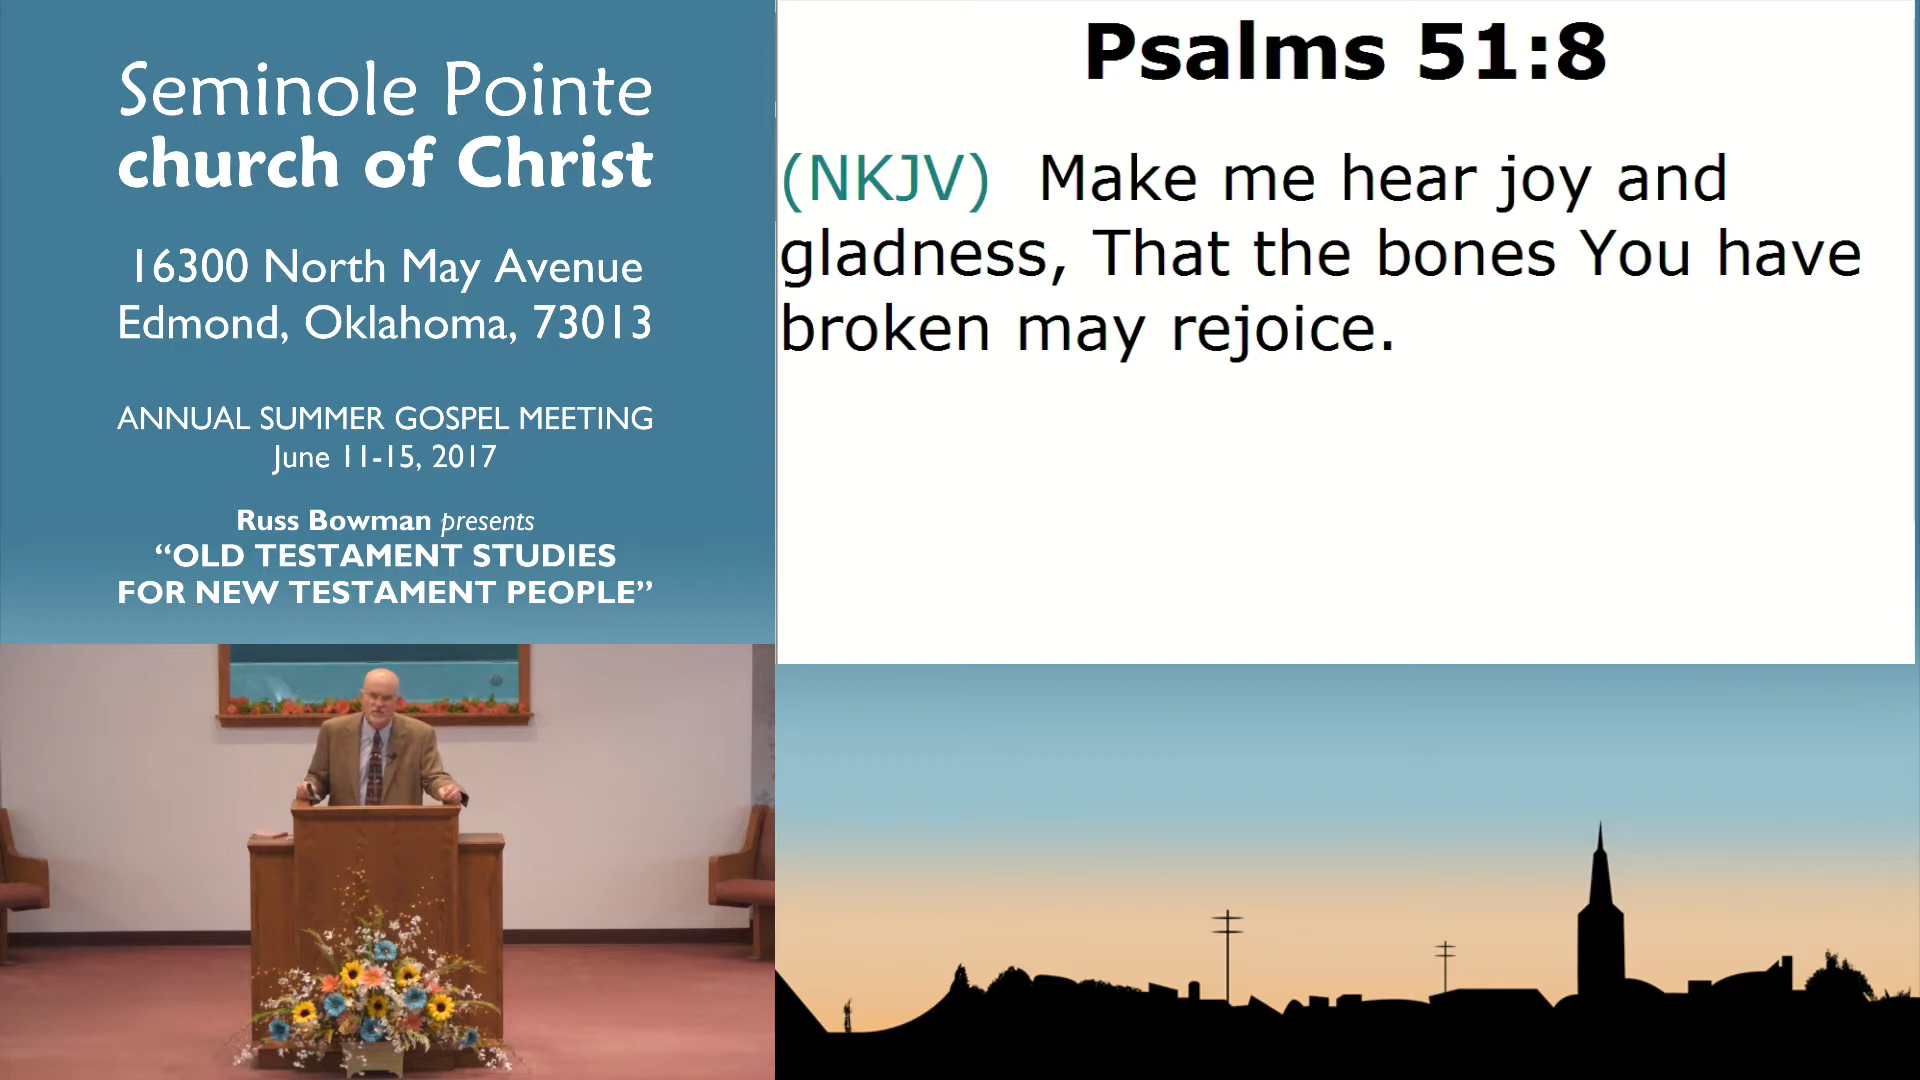 Seminole Pointe
church of Christ
16300 North May Avenue
Edmond, Oklahoma, 73013
ANNUAL SUMMER GOSPEL MEETING
June 11-15, 2017
Russ Bowman presents
“OLD TESTAMENT STUDIES
FOR NEW TESTAMENT PEOPLE”
Psalms 51:8
(NKJV) Make me hear joy and
gladness, That the bones You have
broken may rejoice.